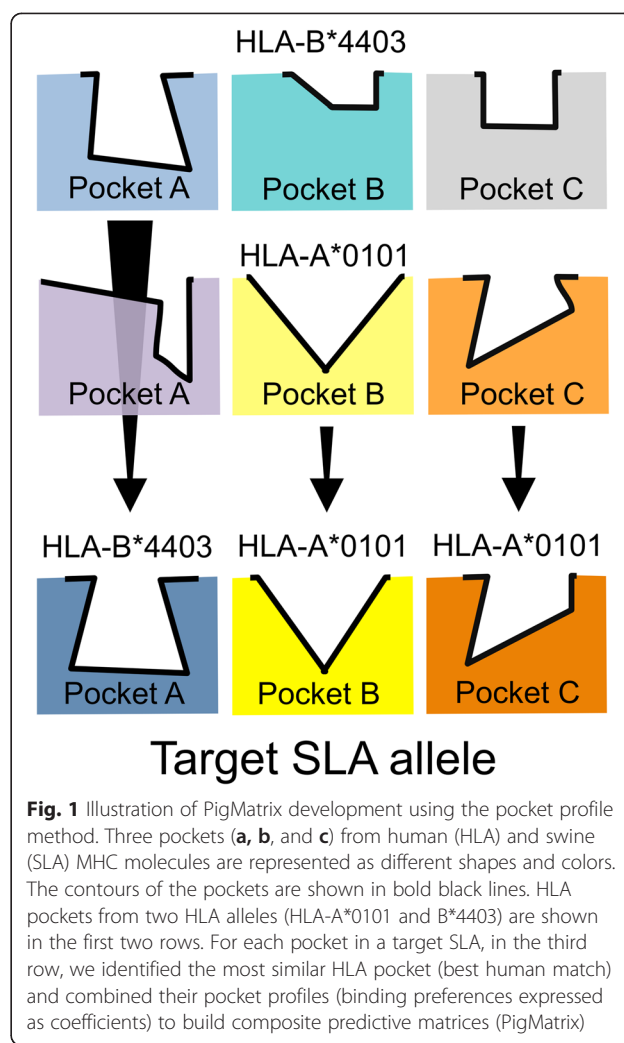 HLA-B*4403
Pocket A Pocket B Pocket C
HLA-A*0101
Pocket A Pocket B Pocket C
HLA-B*4403 HLA-A*0101 HLA-A*0101
Pocket A Pocket B Pocket C
Target SLA allele
Fig. 1 Illustration of PigMatrix development using the pocket profile
method. Three pockets (a, b, and c) from human (HLA) and swine
(SLA) MHC molecules are represented as different shapes and colors.
The contours of the pockets are shown in bold black lines. HLA
pockets from two HLA alleles (HLA-A*0101 and B*4403) are shown
in the first two rows. For each pocket in a target SLA, in the third
row, we identified the most similar HLA pocket (best human match)
and combined their pocket profiles (binding preferences expressed
as coefficients) to build composite predictive matrices (PigMatrix)